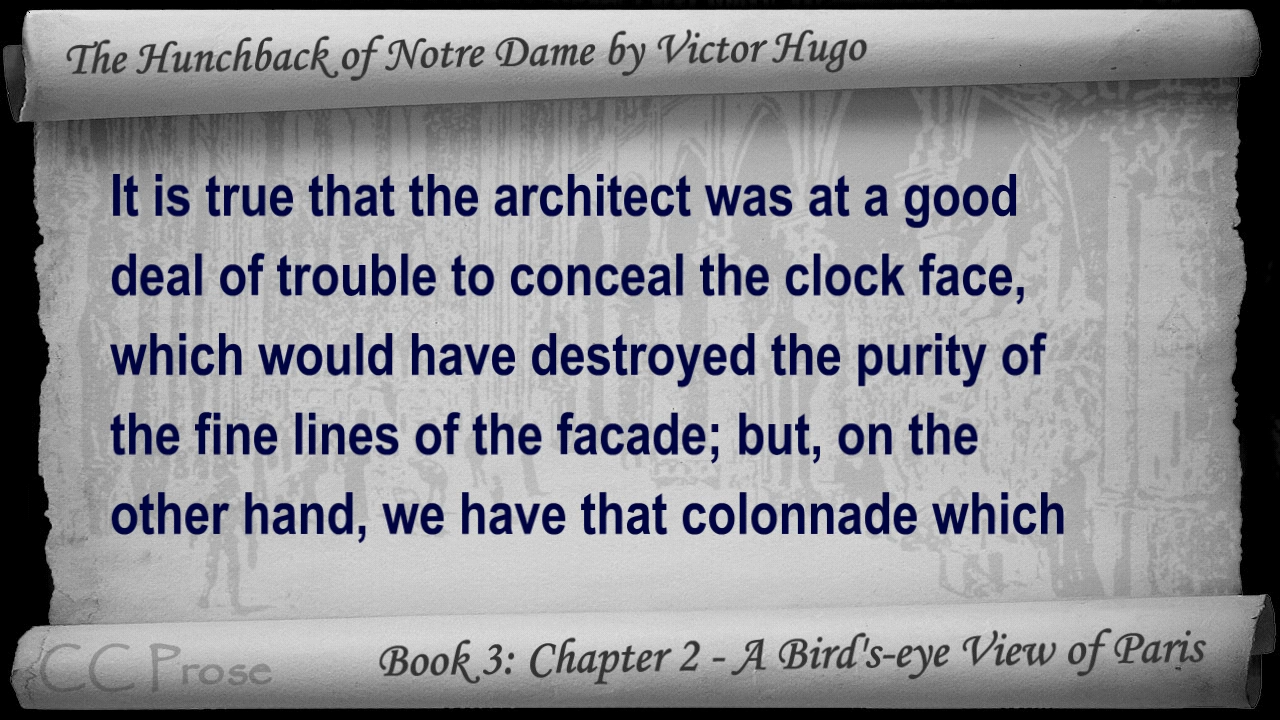 The Hunchback of Notre Dame by Victor Hugo
It is true that the architect was at a good
deal of trouble to conceal the clock face,
which would have destroyed the purity of
the fine lines of the facade; but, on the
other hand, we have that colonnade which
CC Prose
Book 3: Chapter 2 - A Bird's-eye View of Paris